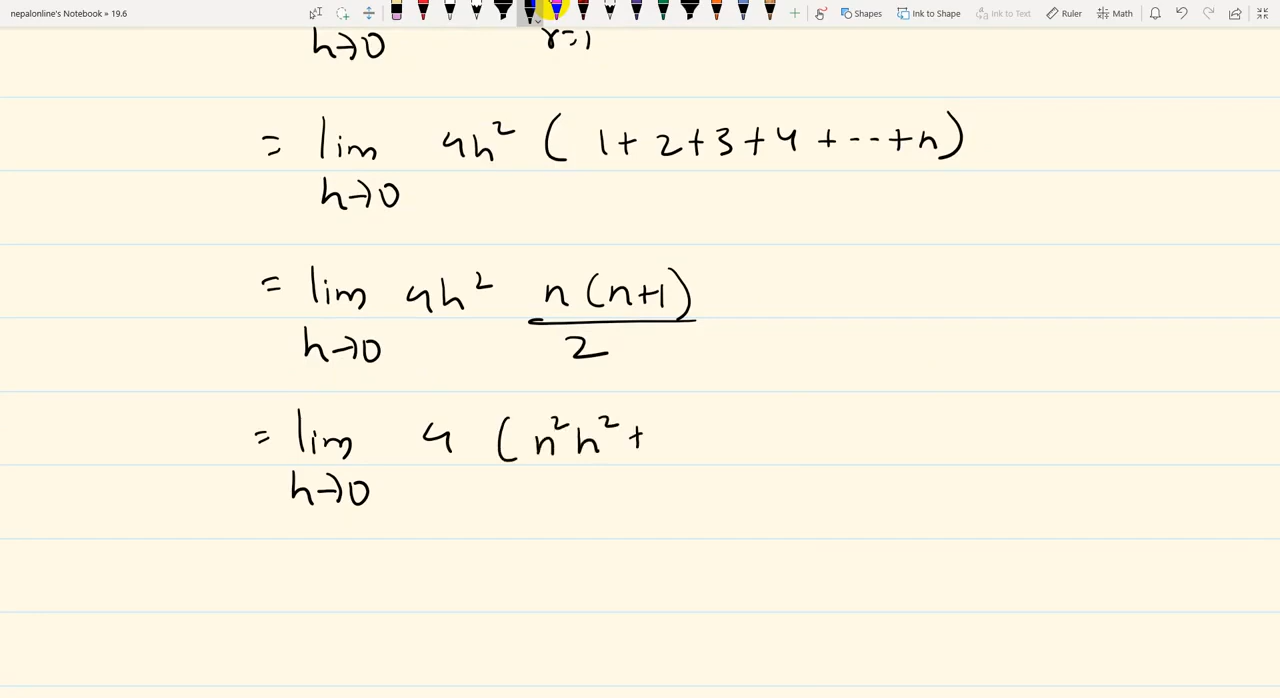 nepalonline's Notebook » 19.6
Shapes Ink to Shape Ink to Text Ruler Math
h→0 r=1
= lim 4h² ( 1+2+3+4+--+n)
h→0
= lim 4h² n(n+1)
h→0 2
= lim 4 (n²h²+
h→0